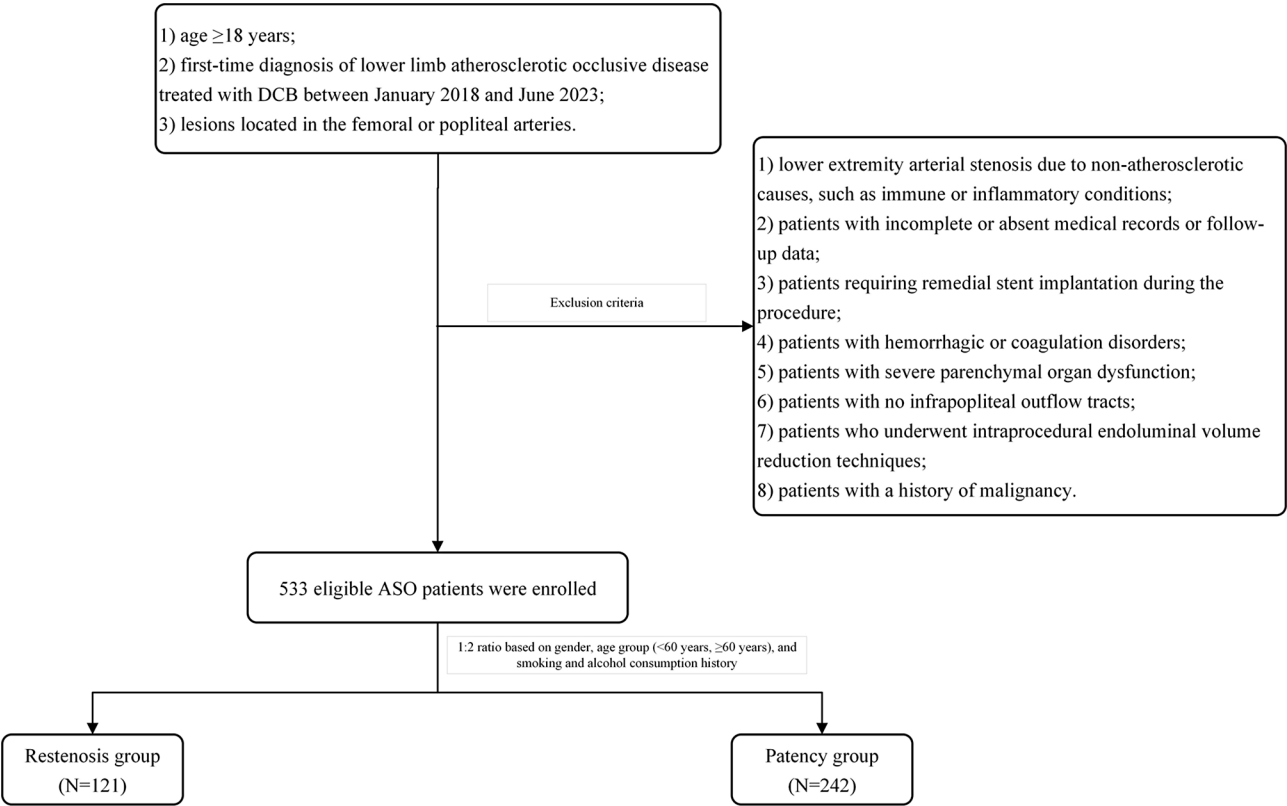 1) age ≥18 years;
2) first-time diagnosis of lower limb atherosclerotic occlusive disease
treated with DCB between January 2018 and June 2023;
3) lesions located in the femoral or popliteal arteries.
1) lower extremity arterial stenosis due to non-atherosclerotic
causes, such as immune or inflammatory conditions;
2) patients with incomplete or absent medical records or follow-
up data;
3) patients requiring remedial stent implantation during the
procedure;
4) patients with hemorrhagic or coagulation disorders;
5) patients with severe parenchymal organ dysfunction;
6) patients with no infrapopliteal outflow tracts;
7) patients who underwent intraprocedural endoluminal volume
reduction techniques;
8) patients with a history of malignancy.
Exclusion criteria
533 eligible ASO patients were enrolled
1:2 ratio based on gender, age group (<60 years, ≥60 years), and
smoking and alcohol consumption history
Restenosis group
(N=121)
Patency group
(N=242)